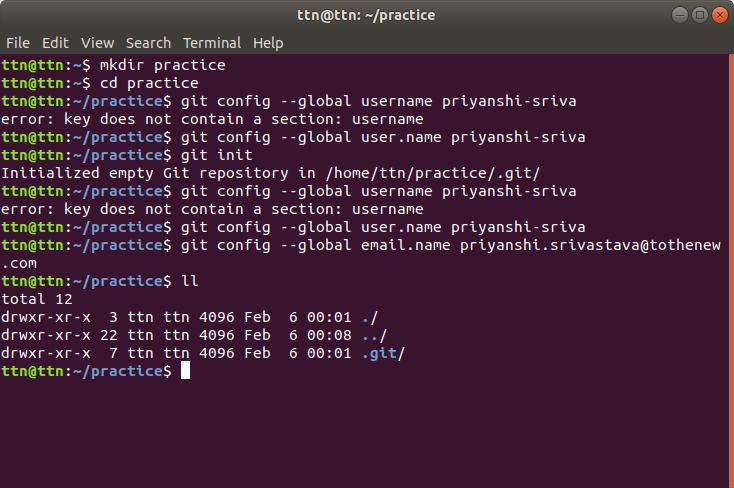 ttn@ttn: ~/practice
File Edit View Search Terminal Help
ttn@ttn:~$ mkdir practice
ttn@ttn:~$ cd practice
ttn@ttn:~/practice$ git config --global username priyanshi-sriva
error: key does not contain a section: username
ttn@ttn:~/practice$ git config --global user.name priyanshi-sriva
ttn@ttn:~/practice$ git init
Initialized empty Git repository in /home/ttn/practice/.git/
ttn@ttn:~/practice$ git config --global username priyanshi-sriva
error: key does not contain a section: username
ttn@ttn:~/practice$ git config --global user.name priyanshi-sriva
ttn@ttn:~/practice$ git config --global email.name priyanshi.srivastava@tothenew
.com
ttn@ttn:~/practice$ ll
total 12
drwxr-xr-x  3 ttn ttn 4096 Feb  6 00:01 ./
drwxr-xr-x 22 ttn ttn 4096 Feb  6 00:08 ../
drwxr-xr-x  7 ttn ttn 4096 Feb  6 00:01 .git/
ttn@ttn:~/practice$